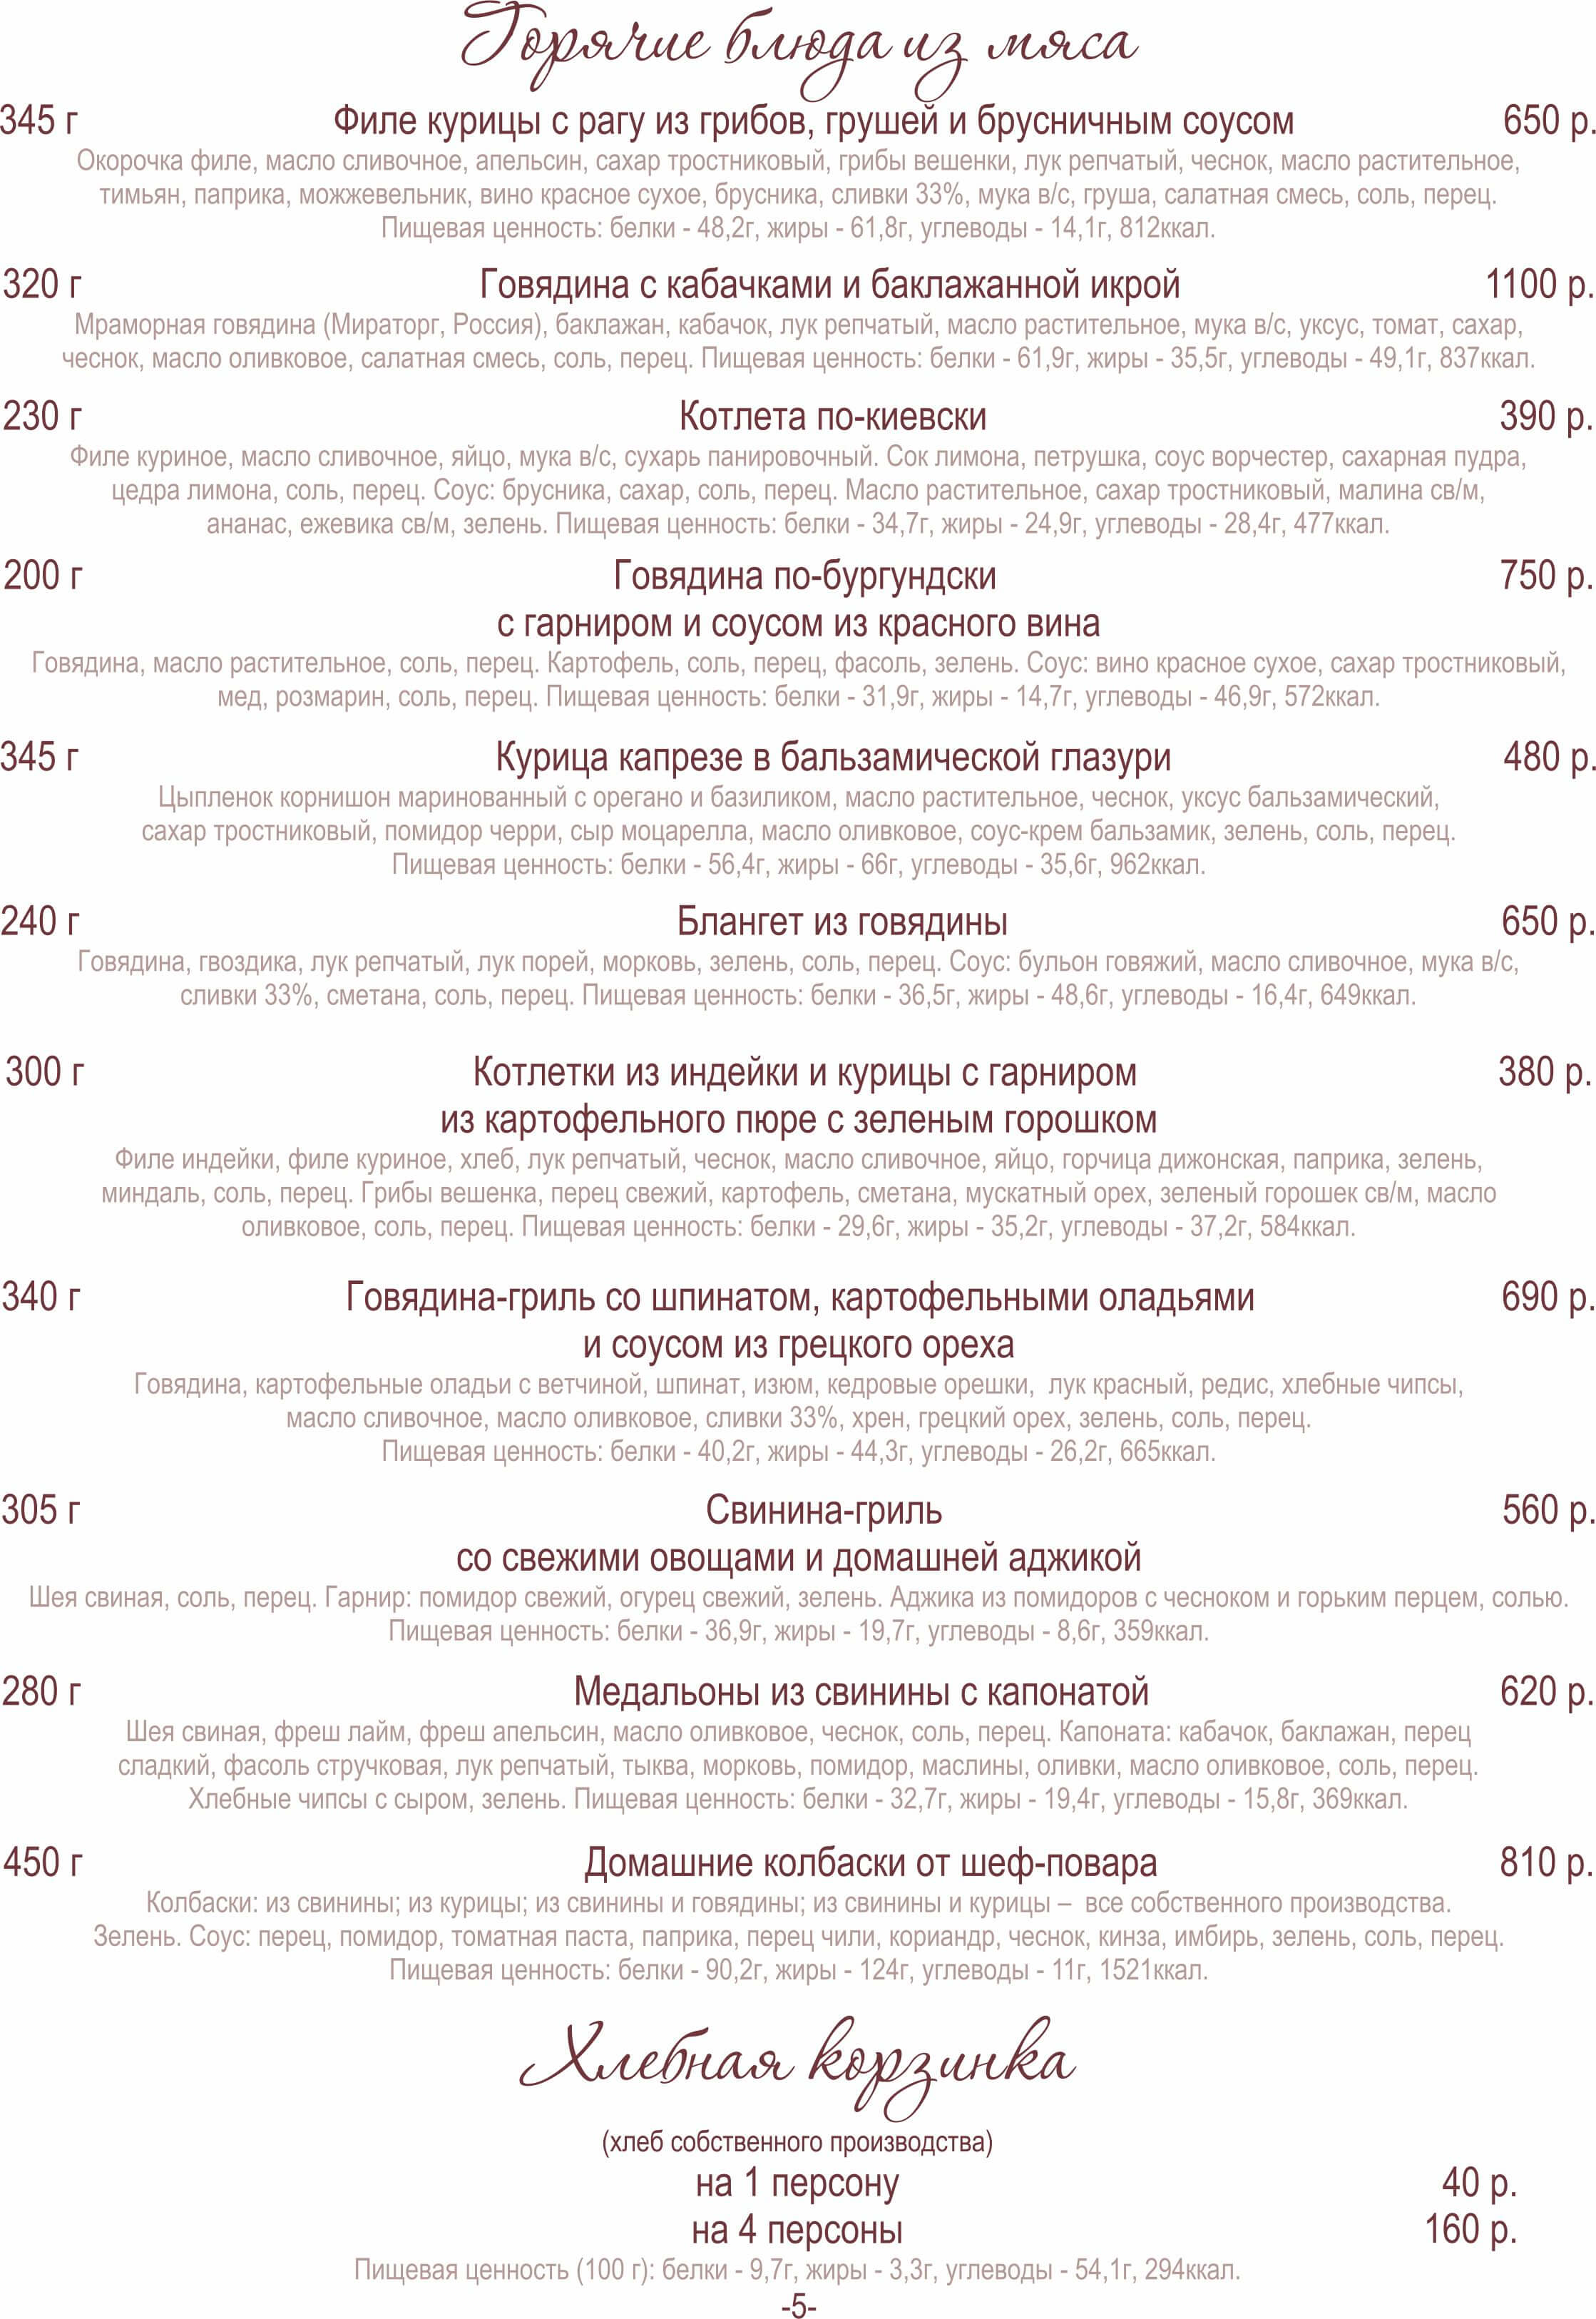 Горячие блюда из мяса
345 г Филе курицы с рагу из грибов, грушей и брусничным соусом 650 р.
Окорочка филе, масло сливочное, апельсин, сахар тростниковый, грибы вешенки, лук репчатый, чеснок, масло растительное,
тимьян, паприка, можжевельник, вино красное сухое, брусника, сливки 33%, мука в/с, груша, салатная смесь, соль, перец.
Пищевая ценность: белки - 48,2г, жиры - 61,8г, углеводы - 14,1г, 812ккал.
320 г Говядина с кабачками и баклажанной икрой 1100 р.
Мраморная говядина (Мираторг, Россия), баклажан, кабачок, лук репчатый, масло растительное, мука в/с, уксус, томат, сахар,
чеснок, масло оливковое, салатная смесь, соль, перец. Пищевая ценность: белки - 61,9г, жиры - 35,5г, углеводы - 49,1г, 837ккал.
230 г Котлета по-киевски 390 р.
Филе куриное, масло сливочное, яйцо, мука в/с, сухарь панировочный. Сок лимона, петрушка, соус ворчестер, сахарная пудра,
цедра лимона, соль, перец. Соус: брусника, сахар, соль, перец. Масло растительное, сахар тростниковый, малина св/м,
ананас, ежевика св/м, зелень. Пищевая ценность: белки - 34,7г, жиры - 24,9г, углеводы - 28,4г, 477ккал.
200 г Говядина по-бургундски 750 р.
с гарниром и соусом из красного вина
Говядина, масло растительное, соль, перец. Картофель, соль, перец, фасоль, зелень. Соус: вино красное сухое, сахар тростниковый,
мед, розмарин, соль, перец. Пищевая ценность: белки - 31,9г, жиры - 14,7г, углеводы - 46,9г, 572ккал.
345 г Курица капрезе в бальзамической глазури 480 р.
Цыпленок корнишон маринованный с орегано и базиликом, масло растительное, чеснок, уксус бальзамический,
сахар тростниковый, помидор черри, сыр моцарелла, масло оливковое, соус-крем бальзамик, зелень, соль, перец.
Пищевая ценность: белки - 56,4г, жиры - 66г, углеводы - 35,6г, 962ккал.
240 г Блангет из говядины 650 р.
Говядина, гвоздика, лук репчатый, лук порей, морковь, зелень, соль, перец. Соус: бульон говяжий, масло сливочное, мука в/с,
сливки 33%, сметана, соль, перец. Пищевая ценность: белки - 36,5г, жиры - 48,6г, углеводы - 16,4г, 649ккал.
300 г Котлетки из индейки и курицы с гарниром 380 р.
из картофельного пюре с зеленым горошком
Филе индейки, филе куриное, хлеб, лук репчатый, чеснок, масло сливочное, яйцо, горчица дижонская, паприка, зелень,
миндаль, соль, перец. Грибы вешенка, перец свежий, картофель, сметана, мускатный орех, зеленый горошек св/м, масло
оливковое, соль, перец. Пищевая ценность: белки - 29,6г, жиры - 35,2г, углеводы - 37,2г, 584ккал.
340 г Говядина-гриль со шпинатом, картофельными оладьями 690 р.
и соусом из грецкого ореха
Говядина, картофельные оладьи с ветчиной, шпинат, изюм, кедровые орешки, лук красный, редис, хлебные чипсы,
масло сливочное, масло оливковое, сливки 33%, хрен, грецкий орех, зелень, соль, перец.
Пищевая ценность: белки - 40,2г, жиры - 44,3г, углеводы - 26,2г, 665ккал.
305 г Свинина-гриль 560 р.
со свежими овощами и домашней аджикой
Шея свиная, соль, перец. Гарнир: помидор свежий, огурец свежий, зелень. Аджика из помидоров с чесноком и горьким перцем, солью.
Пищевая ценность: белки - 36,9г, жиры - 19,7г, углеводы - 8,6г, 359ккал.
280 г Медальоны из свинины с капонатой 620 р.
Шея свиная, фреш лайм, фреш апельсин, масло оливковое, чеснок, соль, перец. Капоната: кабачок, баклажан, перец
сладкий, фасоль стручковая, лук репчатый, тыква, морковь, помидор, маслины, оливки, масло оливковое, соль, перец.
Хлебные чипсы с сыром, зелень. Пищевая ценность: белки - 32,7г, жиры - 19,4г, углеводы - 15,8г, 369ккал.
450 г Домашние колбаски от шеф-повара 810 р.
Колбаски: из свинины; из курицы; из свинины и говядины; из свинины и курицы – все собственного производства.
Зелень. Соус: перец, помидор, томатная паста, паприка, перец чили, кориандр, чеснок, кинза, имбирь, зелень, соль, перец.
Пищевая ценность: белки - 90,2г, жиры - 124г, углеводы - 11г, 1521ккал.
Хлебная корзинка
(хлеб собственного производства)
на 1 персону 40 р.
на 4 персоны 160 р.
Пищевая ценность (100 г): белки - 9,7г, жиры - 3,3г, углеводы - 54,1г, 294ккал.
-5-